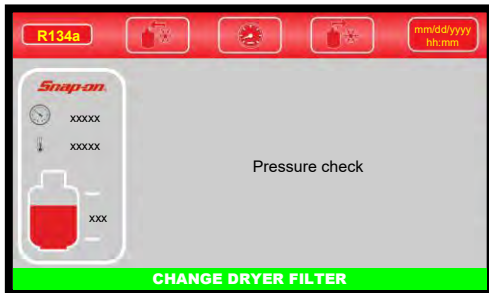 R134a
mm/dd/yyyy
hh:mm
Snap-on
xxxxx
xxxxx
xxx
Pressure check
CHANGE DRYER FILTER